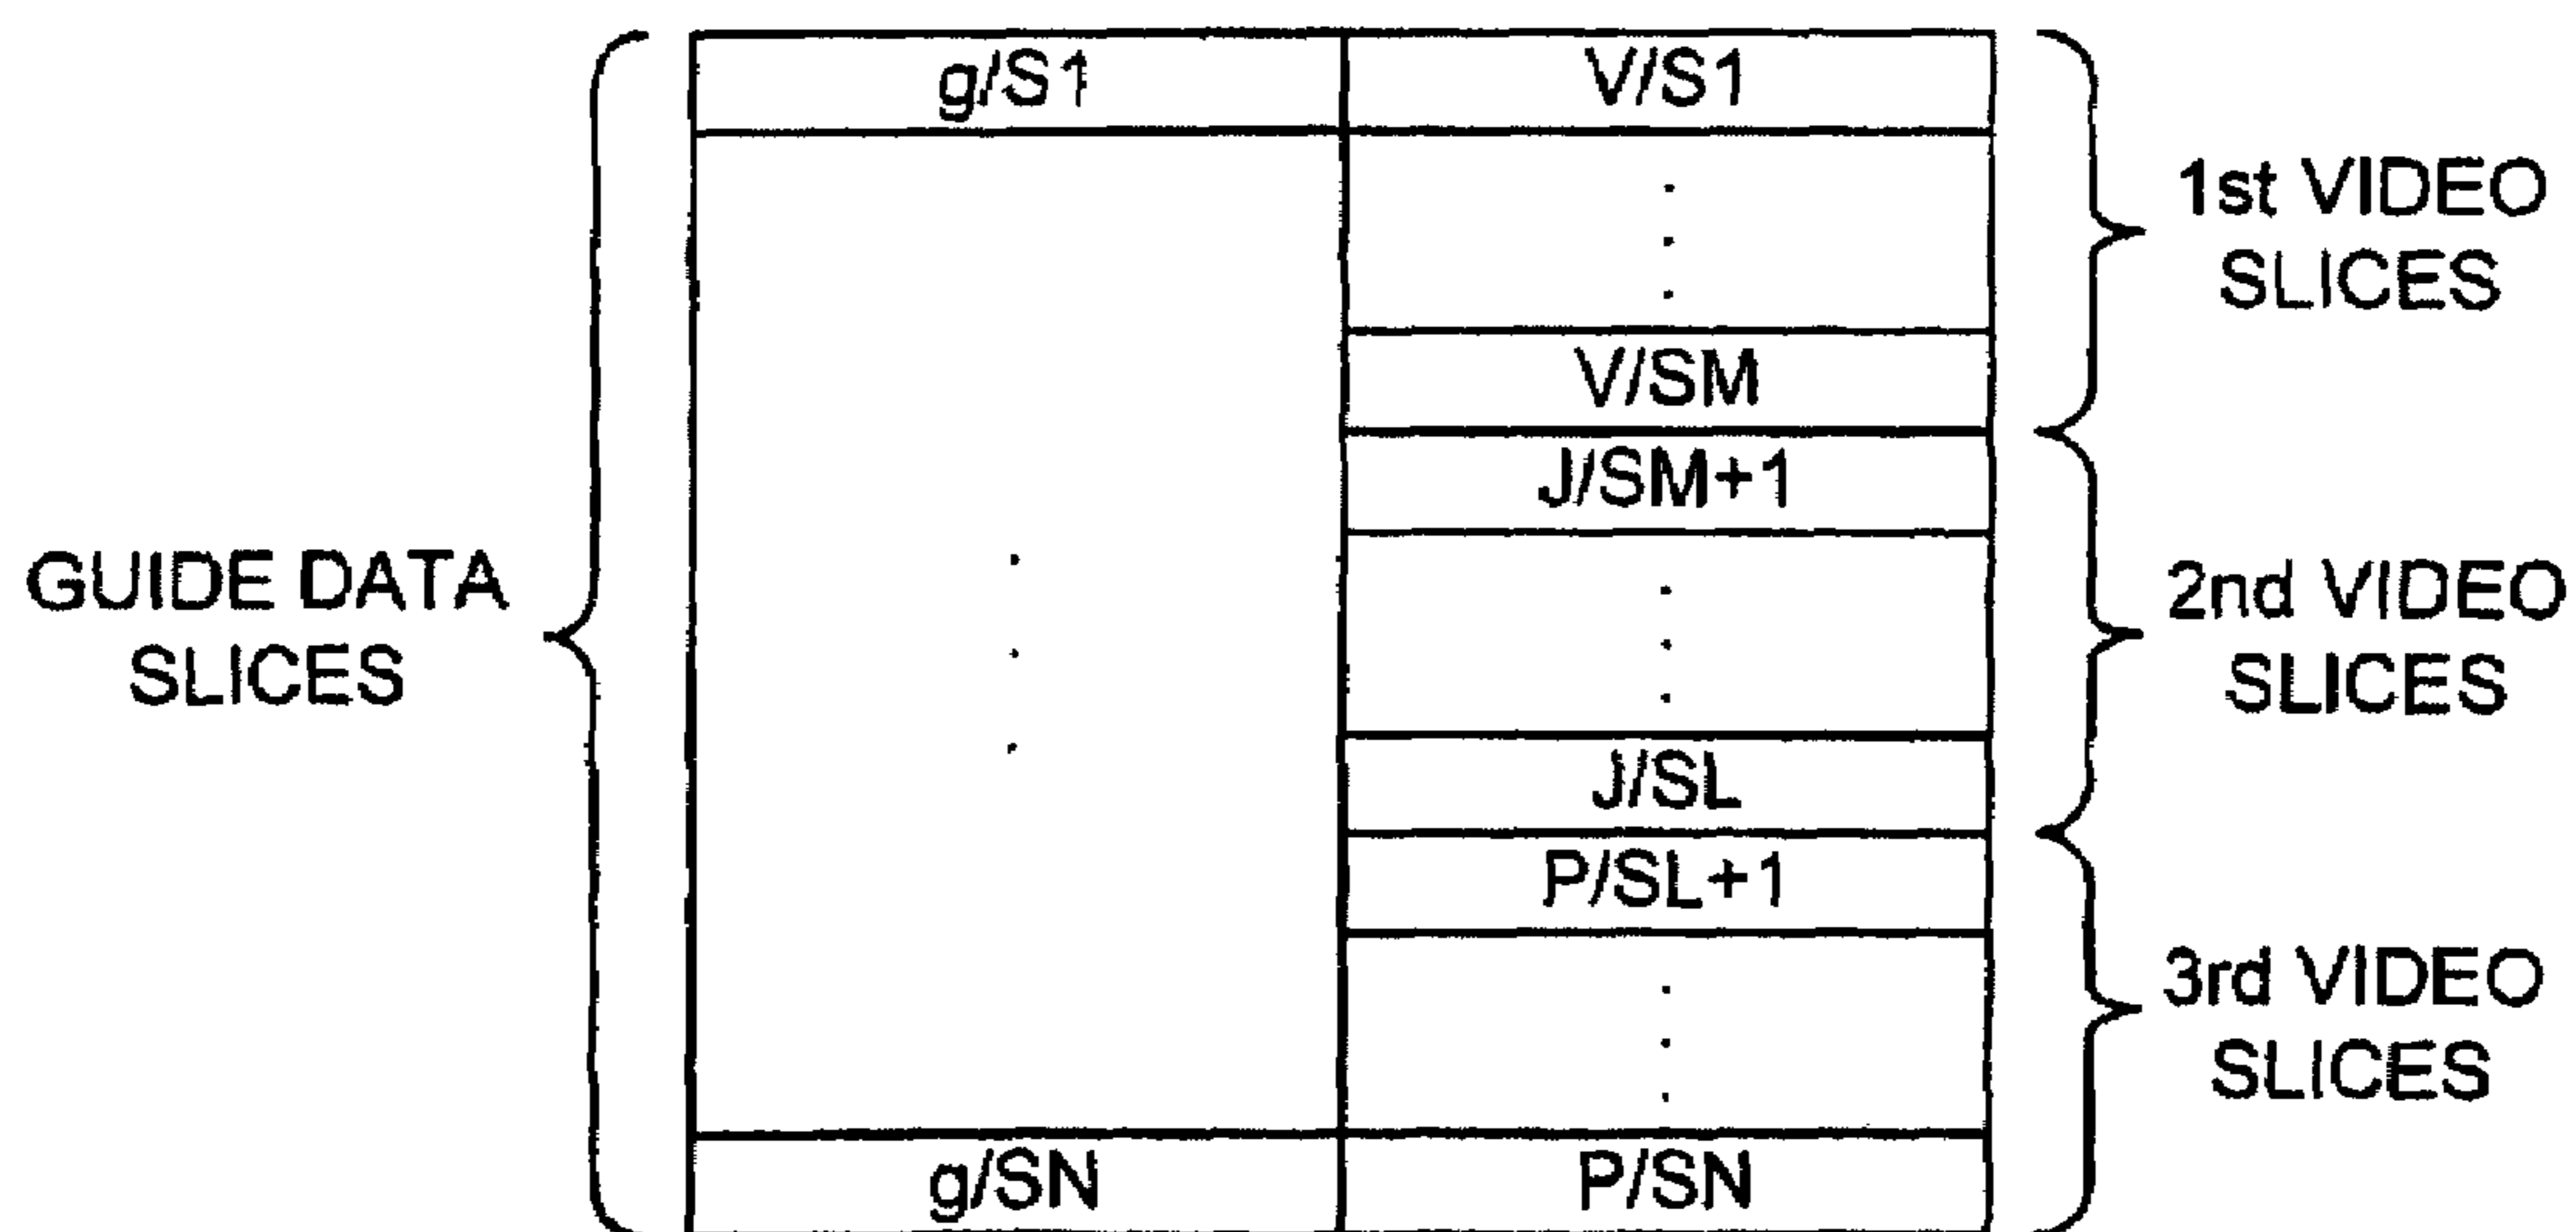 g/S1 V/S1
1st VIDEO
SLICES
V/SM
J/SM+1
GUIDE DATA
SLICES
2nd VIDEO
SLICES
J/SL
P/SL+1
3rd VIDEO
SLICES
g/SN P/SN